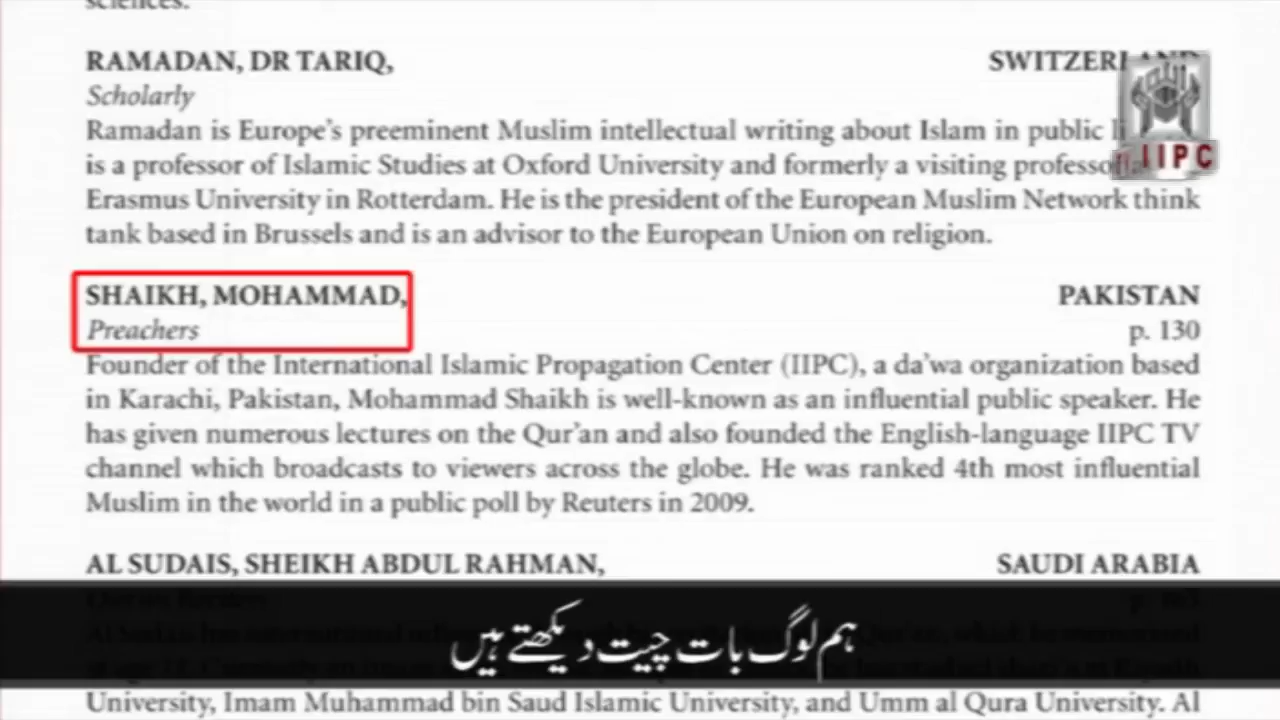 sciences.
RAMADAN, DR TARIQ, SWITZERLAND
Scholarly
Ramadan is Europe's preeminent Muslim intellectual writing about Islam in public
is a professor of Islamic Studies at Oxford University and formerly a visiting professor
Erasmus University in Rotterdam. He is the president of the European Muslim Network think
tank based in Brussels and is an advisor to the European Union on religion.
IIPC
SHAIKH, MOHAMMAD, PAKISTAN
Preachers p. 130
Founder of the International Islamic Propagation Center (IIPC), a da'wa organization based
in Karachi, Pakistan, Mohammad Shaikh is well-known as an influential public speaker. He
has given numerous lectures on the Qur'an and also founded the English-language IIPC TV
channel which broadcasts to viewers across the globe. He was ranked 4th most influential
Muslim in the world in a public poll by Reuters in 2009.
AL SUDAIS, SHEIKH ABDUL RAHMAN, SAUDI ARABIA
ہم لوگ بات چیت دیکھتے ہیں
University, Imam Muhammad bin Saud Islamic University, and Umm al Qura University. Al